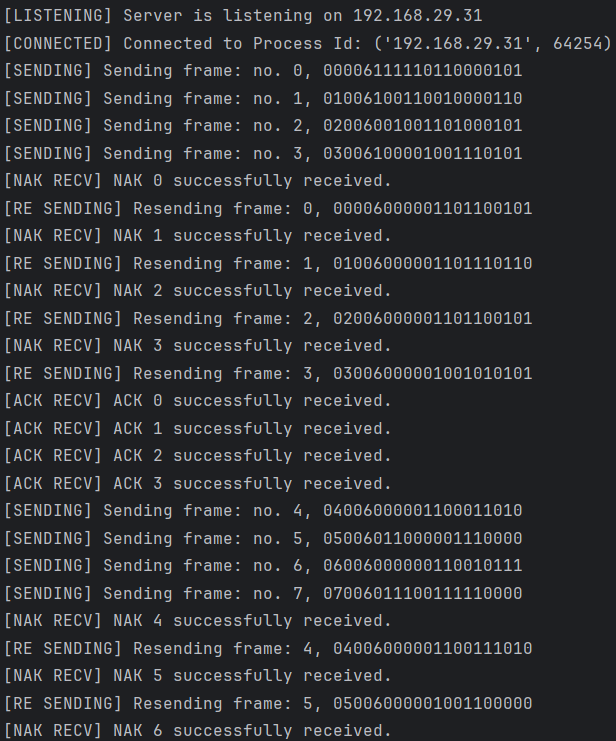 [LISTENING] Server is listening on 192.168.29.31
[CONNECTED] Connected to Process Id: ('192.168.29.31', 64254)
[SENDING] Sending frame: no. 0, 00006111110110000101
[SENDING] Sending frame: no. 1, 01006100110010000110
[SENDING] Sending frame: no. 2, 02006001001101000101
[SENDING] Sending frame: no. 3, 03006100001001110101
[NAK RECV] NAK 0 successfully received.
[RE SENDING] Resending frame: 0, 00006000001101100101
[NAK RECV] NAK 1 successfully received.
[RE SENDING] Resending frame: 1, 01006000001101110110
[NAK RECV] NAK 2 successfully received.
[RE SENDING] Resending frame: 2, 02006000001101100101
[NAK RECV] NAK 3 successfully received.
[RE SENDING] Resending frame: 3, 03006000001001010101
[ACK RECV] ACK 0 successfully received.
[ACK RECV] ACK 1 successfully received.
[ACK RECV] ACK 2 successfully received.
[ACK RECV] ACK 3 successfully received.
[SENDING] Sending frame: no. 4, 04006000001100011010
[SENDING] Sending frame: no. 5, 05006011000001110000
[SENDING] Sending frame: no. 6, 06006000000110010111
[SENDING] Sending frame: no. 7, 07006011100111110000
[NAK RECV] NAK 4 successfully received.
[RE SENDING] Resending frame: 4, 04006000001100111010
[NAK RECV] NAK 5 successfully received.
[RE SENDING] Resending frame: 5, 05006000001001100000
[NAK RECV] NAK 6 successfully received.